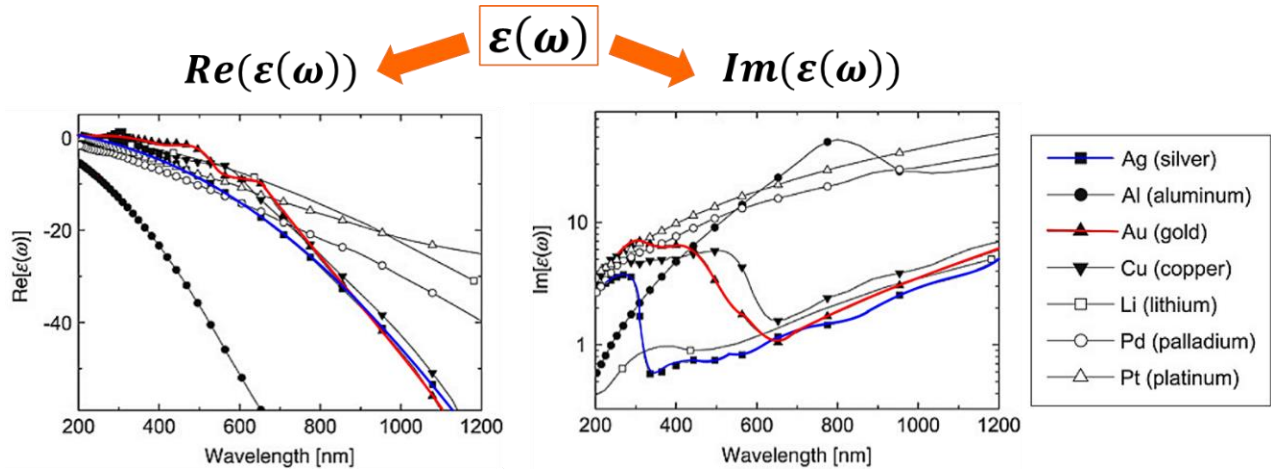 ε(ω)
Re(ε(ω))
Im(ε(ω))
Re[ε(ω)]
0
-20
-40
200 400 600 800 1000 1200
Wavelength [nm]
Im[ε(ω)]
10
1
200 400 600 800 1000 1200
Wavelength [nm]
Ag (silver)
Al (aluminum)
Au (gold)
Cu (copper)
Li (lithium)
Pd (palladium)
Pt (platinum)